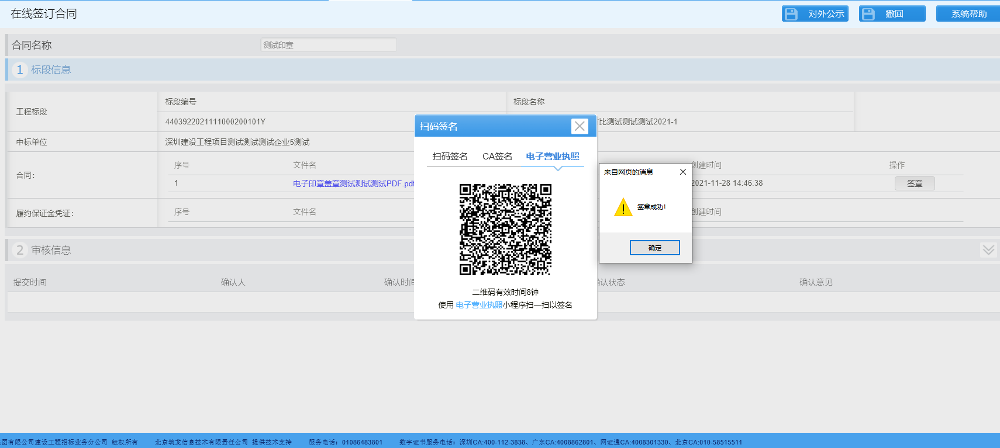 在线签订合同
对外公示
撤回
系统帮助
合同名称
测试印章
1 标段信息
工程标段
标段编号
标段名称
4403922021111000200101Y
比测试测试测试2021-1
中标单位
深圳建设工程项目测试测试测试企业5测试
合同:
序号
文件名
创建时间
操作
1
电子印章盖章测试测试测试PDF.pdf
2021-11-28 14:46:38
签章
履约保证金凭证:
序号
文件名
创建时间
扫码签名
扫码签名
CA签名
电子营业执照
二维码有效时间8钟
使用 电子营业执照小程序扫一扫以签名
来自网页的消息
签章成功!
确定
2 审核信息
提交时间
确认人
确认时间
确认状态
确认意见
团有限公司建设工程招标业务分公司 版权所有
北京筑龙信息技术有限责任公司 提供技术支持
服务电话：01086483801
数字证书服务电话：深圳CA:400-112-3838、广东CA:4008862801、网证通CA:4008301330、北京CA:010-58515511